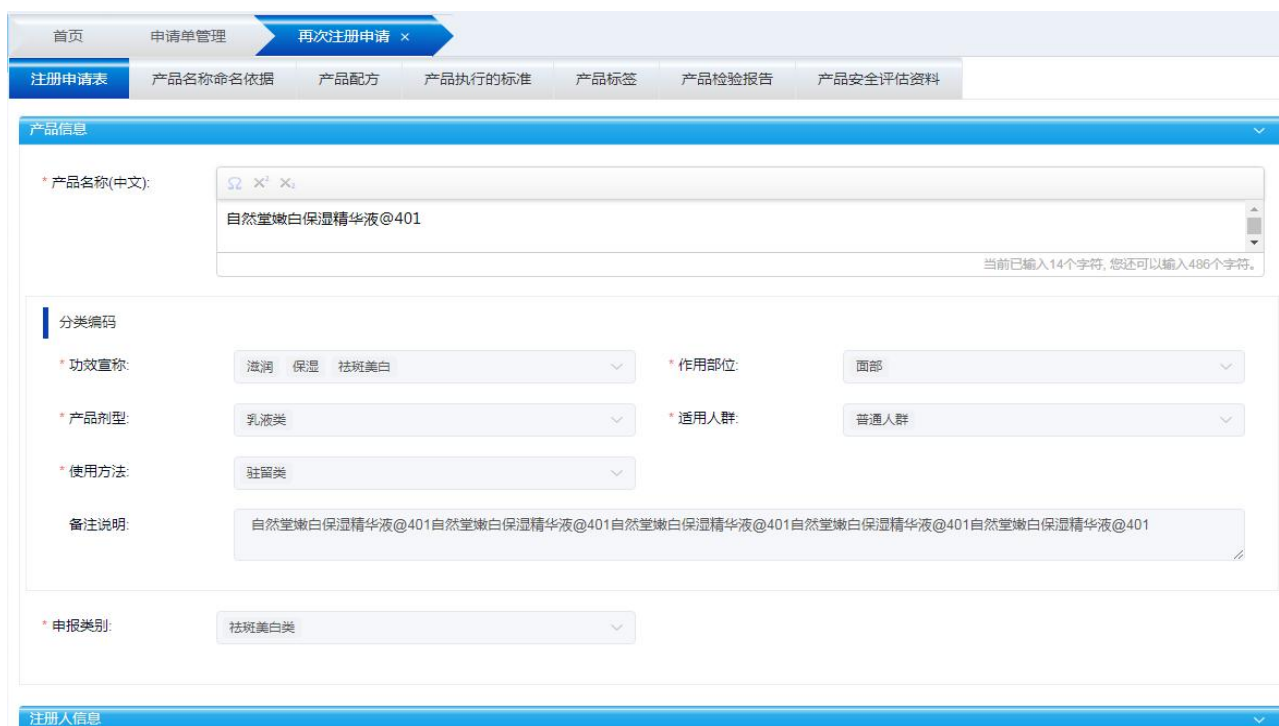 首页 申请单管理 再次注册申请 ×
注册申请表 产品名称命名依据 产品配方 产品执行的标准 产品标签 产品检验报告 产品安全评估资料
产品信息
* 产品名称(中文): Ω X² X₂
自然堂嫩白保湿精华液@401
当前已输入14个字符, 您还可以输入486个字符。
分类编码
* 功效宣称: 滋润 保湿 祛斑美白 * 作用部位: 面部
* 产品剂型: 乳液类 * 适用人群: 普通人群
* 使用方法: 驻留类
备注说明: 自然堂嫩白保湿精华液@401自然堂嫩白保湿精华液@401自然堂嫩白保湿精华液@401自然堂嫩白保湿精华液@401自然堂嫩白保湿精华液@401
* 申报类别: 祛斑美白类
注册人信息